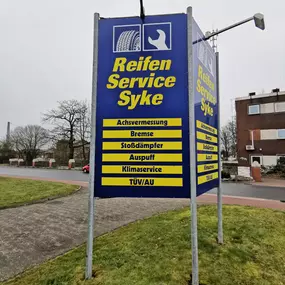 Reifen
Service
Syke
Achsvermessung
Bremse
Stoßdämpfer
Auspuff
Klimaservice
TÜV/AU